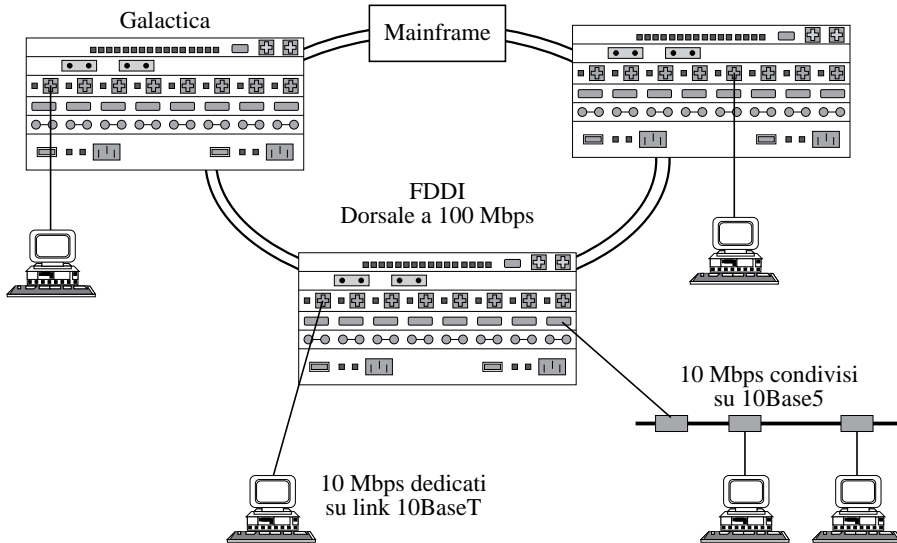 Galactica
Mainframe
FDDI
Dorsale a 100 Mbps
10 Mbps condivisi
su 10Base5
10 Mbps dedicati
su link 10BaseT